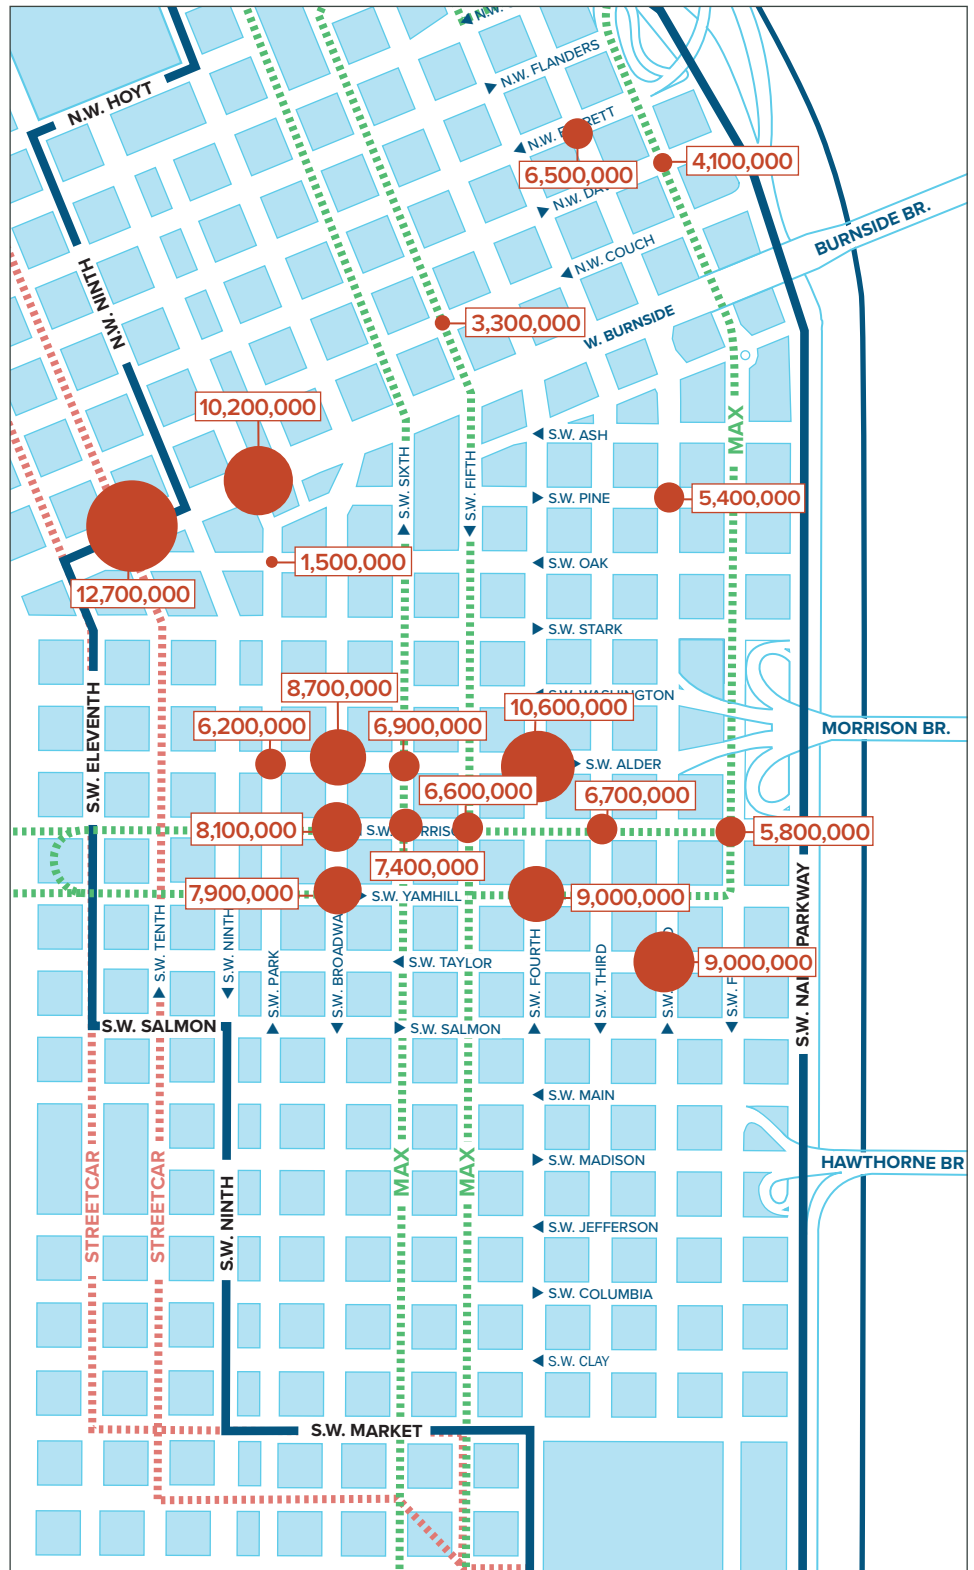 N.W. FLANDERS
N.W. HOYT
6,500,000
4,100,000
N.W. COUCH
BURNSIDE BR.
N.W. NINTH
3,300,000
W. BURNSIDE
10,200,000
MAX
S.W. ASH
S.W. SIXTH
S.W. FIFTH
S.W. PINE
5,400,000
1,500,000
S.W. OAK
12,700,000
S.W. STARK
8,700,000
S.W. WASHINGTON
10,600,000
6,200,000
6,900,000
MORRISON BR.
S.W. ELEVENTH
S.W. ALDER
6,600,000
6,700,000
8,100,000
5,800,000
7,400,000
7,900,000
S.W. YAMHILL
9,000,000
S.W. TENTH
S.W. NINTH
S.W. PARK
S.W. TAYLOR
S.W. FOURTH
S.W. THIRD
9,000,000
PARKWAY
S.W. SALMON
S.W. SALMON
S.W. MAIN
STREETCAR
STREETCAR
S.W. NINTH
MAX
MAX
S.W. MADISON
HAWTHORNE BR
S.W. JEFFERSON
S.W. COLUMBIA
S.W. CLAY
S.W. MARKET